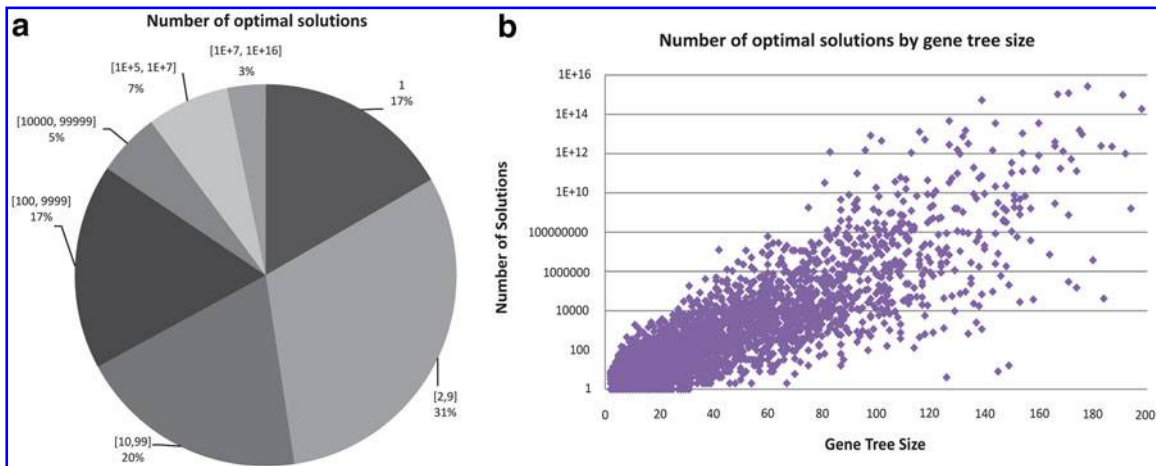 a
Number of optimal solutions
[1E+7, 1E+16]
3%
[1E+5, 1E+7]
7%
[10000, 99999]
5%
[100, 9999]
17%
[10,99]
20%
[2,9]
31%
1
17%
b
Number of optimal solutions by gene tree size
Number of Solutions
1E+16
1E+14
1E+12
1E+10
100000000
1000000
10000
100
1
0 20 40 60 80 100 120 140 160 180 200
Gene Tree Size